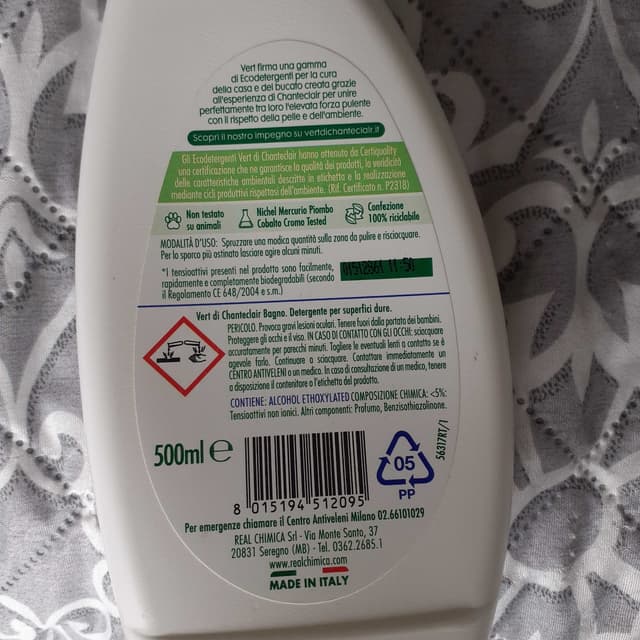 Vert firma una gamma
di Ecodetergenti per la cura
della casa e del bucato creata grazie
all'esperienza di Chanteclair per unire
perfettamente tra loro l'elevata forza pulente
con il rispetto della pelle e dell'ambiente.
Scopri il nostro impegno su vertdichanteclair.it
Gli Ecodetergenti Vert di Chanteclair hanno ottenuto da Certiquality
una certificazione che ne garantisce la qualità dei prodotti, la veridicità
delle caratteristiche ambientali descritte in etichetta e la realizzazione
mediante cicli produttivi rispettosi dell'ambiente. (Rif. Certificato n. P2318)
Non testato
su animali
Nichel Mercurio Piombo
Cobalto Cromo Tested
Confezione
100% riciclabile
MODALITÀ D'USO: Spruzzare una modica quantità sulla zona da pulire e risciacquare.
Per lo sporco più ostinato lasciare agire alcuni minuti.
*I tensioattivi presenti nel prodotto sono facilmente,
rapidamente e completamente biodegradabili (secondo
il Regolamento CE 648/2004 e s.m.)
Vert di Chanteclair Bagno. Detergente per superfici dure.
PERICOLO. Provoca gravi lesioni oculari. Tenere fuori dalla portata dei bambini.
Proteggere gli occhi e il viso. IN CASO DI CONTATTO CON GLI OCCHI: sciacquare
accuratamente per parecchi minuti. Togliere le eventuali lenti a contatto se è
agevole farlo. Continuare a sciacquare. Contattare immediatamente un
CENTRO ANTIVELENI o un medico. In caso di consultazione di un medico, tenere
a disposizione il contenitore o l'etichetta del prodotto.
CONTIENE: ALCOHOL ETHOXYLATED COMPOSIZIONE CHIMICA: <5%:
Tensioattivi non ionici. Altri componenti: Profumo, Benzisothiazolinone.
500ml e
8 015194 512095
05
PP
56317RT/1
Per emergenze chiamare il Centro Antiveleni Milano 02.66101029
REAL CHIMICA Srl - Via Monte Santo, 37
20831 Seregno (MB) - Tel. 0362.2685.1
www.realchimica.com
MADE IN ITALY